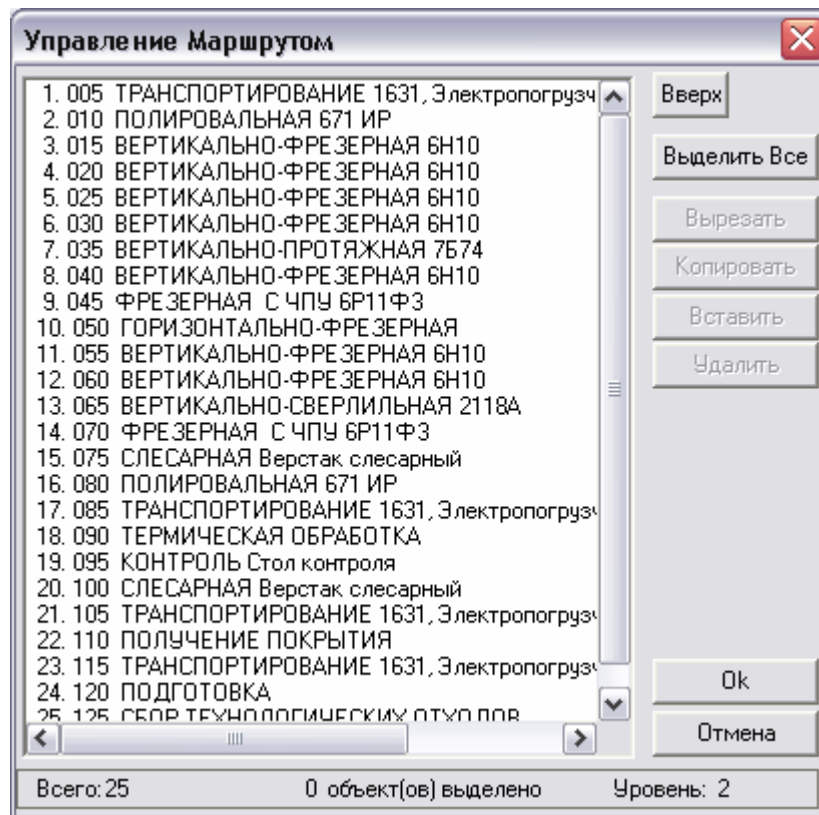 Управление Маршрутом
1. 005 ТРАНСПОРТИРОВАНИЕ 1631, Электропогрузч
2. 010 ПОЛИРОВАЛЬНАЯ 671 ИР
3. 015 ВЕРТИКАЛЬНО-ФРЕЗЕРНАЯ 6Н10
4. 020 ВЕРТИКАЛЬНО-ФРЕЗЕРНАЯ 6Н10
5. 025 ВЕРТИКАЛЬНО-ФРЕЗЕРНАЯ 6Н10
6. 030 ВЕРТИКАЛЬНО-ФРЕЗЕРНАЯ 6Н10
7. 035 ВЕРТИКАЛЬНО-ПРОТЯЖНАЯ 7Б74
8. 040 ВЕРТИКАЛЬНО-ФРЕЗЕРНАЯ 6Н10
9. 045 ФРЕЗЕРНАЯ С ЧПУ 6Р11Ф3
10. 050 ГОРИЗОНТАЛЬНО-ФРЕЗЕРНАЯ
11. 055 ВЕРТИКАЛЬНО-ФРЕЗЕРНАЯ 6Н10
12. 060 ВЕРТИКАЛЬНО-ФРЕЗЕРНАЯ 6Н10
13. 065 ВЕРТИКАЛЬНО-СВЕРЛИЛЬНАЯ 2118А
14. 070 ФРЕЗЕРНАЯ С ЧПУ 6Р11Ф3
15. 075 СЛЕСАРНАЯ Верстак слесарный
16. 080 ПОЛИРОВАЛЬНАЯ 671 ИР
17. 085 ТРАНСПОРТИРОВАНИЕ 1631, Электропогрузч
18. 090 ТЕРМИЧЕСКАЯ ОБРАБОТКА
19. 095 КОНТРОЛЬ Стол контроля
20. 100 СЛЕСАРНАЯ Верстак слесарный
21. 105 ТРАНСПОРТИРОВАНИЕ 1631, Электропогрузч
22. 110 ПОЛУЧЕНИЕ ПОКРЫТИЯ
23. 115 ТРАНСПОРТИРОВАНИЕ 1631, Электропогрузч
24. 120 ПОДГОТОВКА
25. 125 СБОР ТЕХНОЛОГИЧЕСКИХ ОТХОДОВ
Вверх
Выделить Все
Вырезать
Копировать
Вставить
Удалить
Ok
Отмена
Всего: 25 0 объект(ов) выделено Уровень: 2